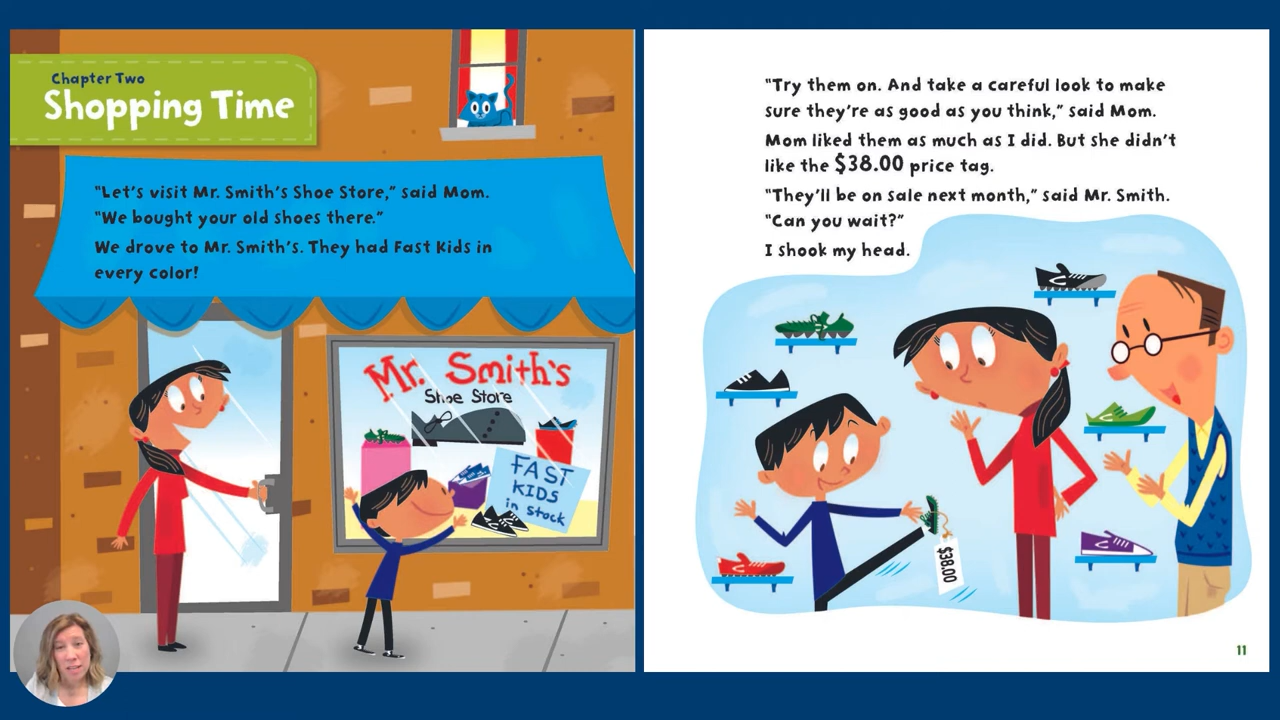 Chapter Two
Shopping Time
“Let’s visit Mr. Smith’s Shoe Store,” said Mom.
“We bought your old shoes there.”
We drove to Mr. Smith’s. They had Fast Kids in
every color!
Mr. Smith's
Shoe Store
FAST
KIDS
in stock
“Try them on. And take a careful look to make
sure they’re as good as you think,” said Mom.
Mom liked them as much as I did. But she didn’t
like the $38.00 price tag.
“They’ll be on sale next month,” said Mr. Smith.
“Can you wait?”
I shook my head.
$38.00
11